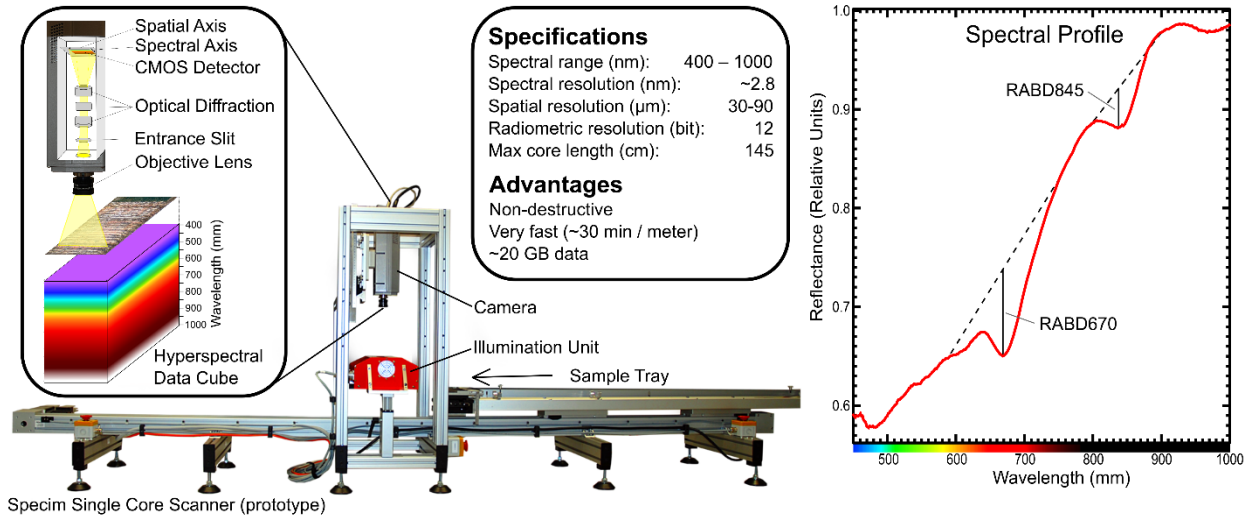 Spatial Axis
Spectral Axis
CMOS Detector
Optical Diffraction
Entrance Slit
Objective Lens
400
500
600
700
800
900
1000
Wavelength (mm)
Hyperspectral
Data Cube
Specifications
Spectral range (nm): 400 – 1000
Spectral resolution (nm): ~2.8
Spatial resolution (µm): 30-90
Radiometric resolution (bit): 12
Max core length (cm): 145
Advantages
Non-destructive
Very fast (~30 min / meter)
~20 GB data
Camera
Illumination Unit
Sample Tray
Specim Single Core Scanner (prototype)
Spectral Profile
RABD845
RABD670
Reflectance (Relative Units)
1.0
0.9
0.8
0.7
0.6
500 600 700 800 900 1000
Wavelength (mm)